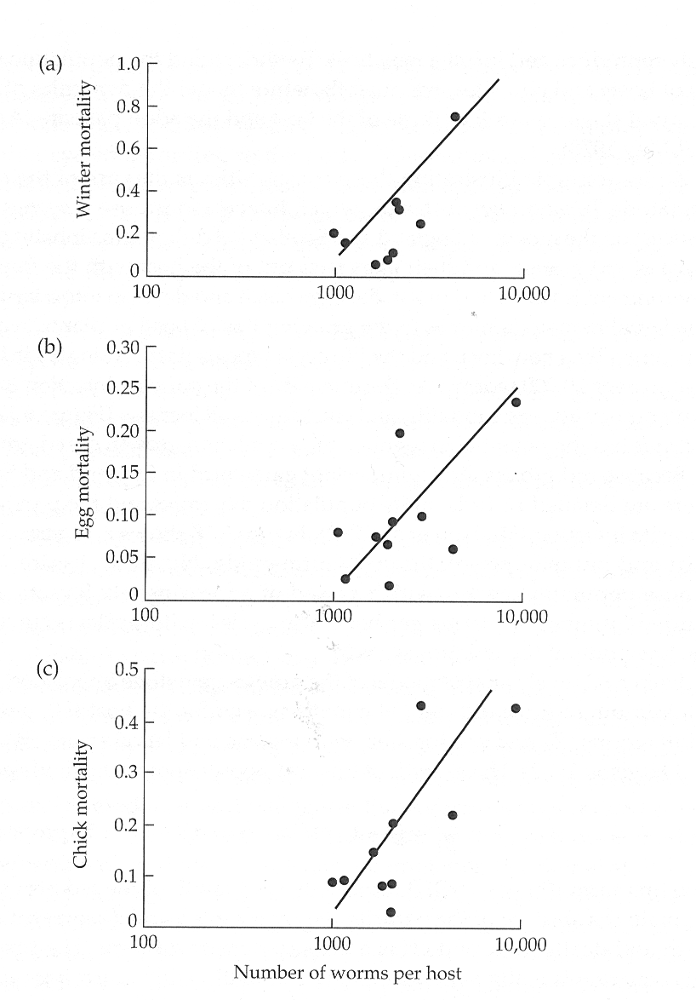 (a)
Winter mortality
1.0
0.8
0.6
0.4
0.2
0
100 1000 10,000
(b)
Egg mortality
0.30
0.25
0.20
0.15
0.10
0.05
0
100 1000 10,000
(c)
Chick mortality
0.5
0.4
0.3
0.2
0.1
0
100 1000 10,000
Number of worms per host